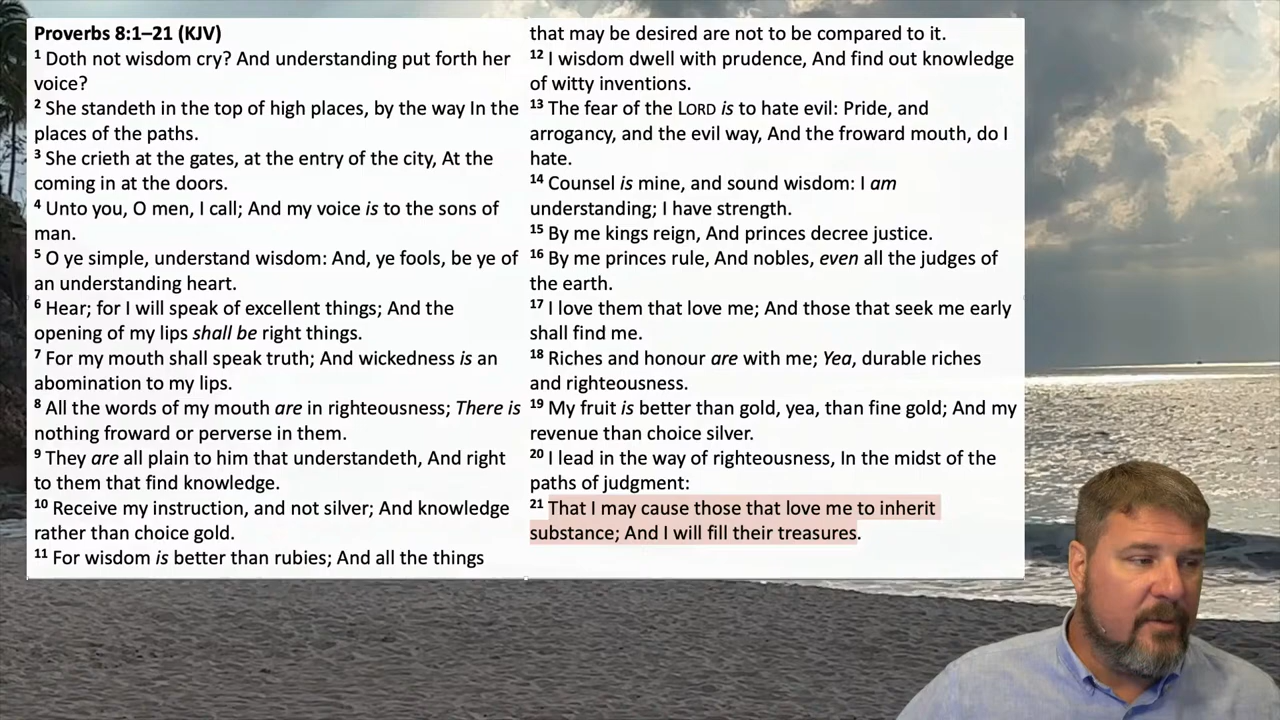 Proverbs 8:1–21 (KJV)
1 Doth not wisdom cry? And understanding put forth her
voice?
2 She standeth in the top of high places, by the way In the
places of the paths.
3 She crieth at the gates, at the entry of the city, At the
coming in at the doors.
4 Unto you, O men, I call; And my voice is to the sons of
man.
5 O ye simple, understand wisdom: And, ye fools, be ye of
an understanding heart.
6 Hear; for I will speak of excellent things; And the
opening of my lips shall be right things.
7 For my mouth shall speak truth; And wickedness is an
abomination to my lips.
8 All the words of my mouth are in righteousness; There is
nothing froward or perverse in them.
9 They are all plain to him that understandeth, And right
to them that find knowledge.
10 Receive my instruction, and not silver; And knowledge
rather than choice gold.
11 For wisdom is better than rubies; And all the things
that may be desired are not to be compared to it.
12 I wisdom dwell with prudence, And find out knowledge
of witty inventions.
13 The fear of the LORD is to hate evil: Pride, and
arrogancy, and the evil way, And the froward mouth, do I
hate.
14 Counsel is mine, and sound wisdom: I am
understanding; I have strength.
15 By me kings reign, And princes decree justice.
16 By me princes rule, And nobles, even all the judges of
the earth.
17 I love them that love me; And those that seek me early
shall find me.
18 Riches and honour are with me; Yea, durable riches
and righteousness.
19 My fruit is better than gold, yea, than fine gold; And my
revenue than choice silver.
20 I lead in the way of righteousness, In the midst of the
paths of judgment:
21 That I may cause those that love me to inherit
substance; And I will fill their treasures.